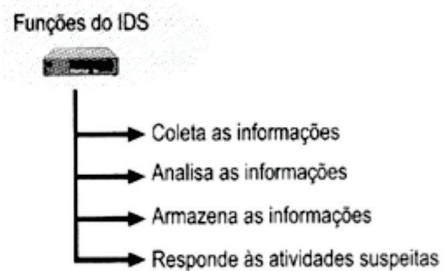 Funções do IDS
Coleta as informações
Analisa as informações
Armazena as informações
Responde às atividades suspeitas